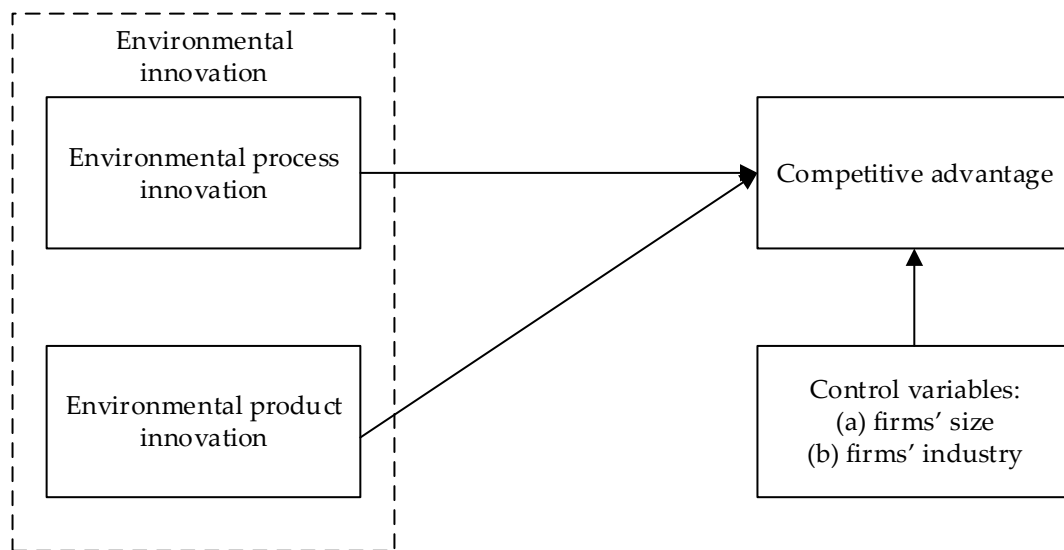 Environmental
innovation
Environmental process
innovation
Competitive advantage
Environmental product
innovation
Control variables:
(a) firms’ size
(b) firms’ industry